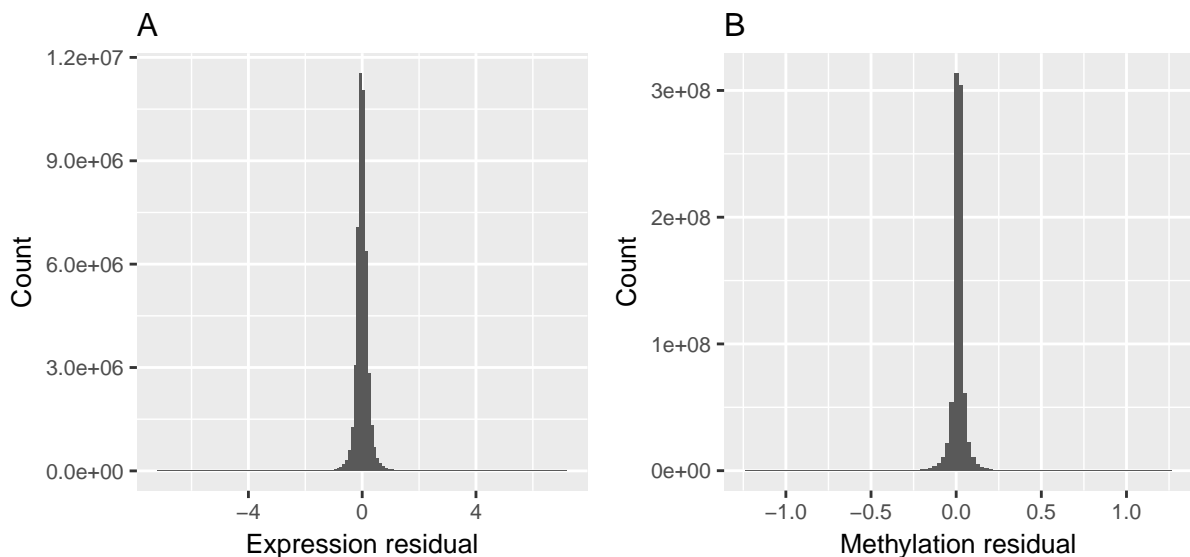 A
1.2e+07
9.0e+06
6.0e+06
3.0e+06
0.0e+00
Count
−4 0 4
Expression residual
B
3e+08
2e+08
1e+08
0e+00
Count
−1.0 −0.5 0.0 0.5 1.0
Methylation residual